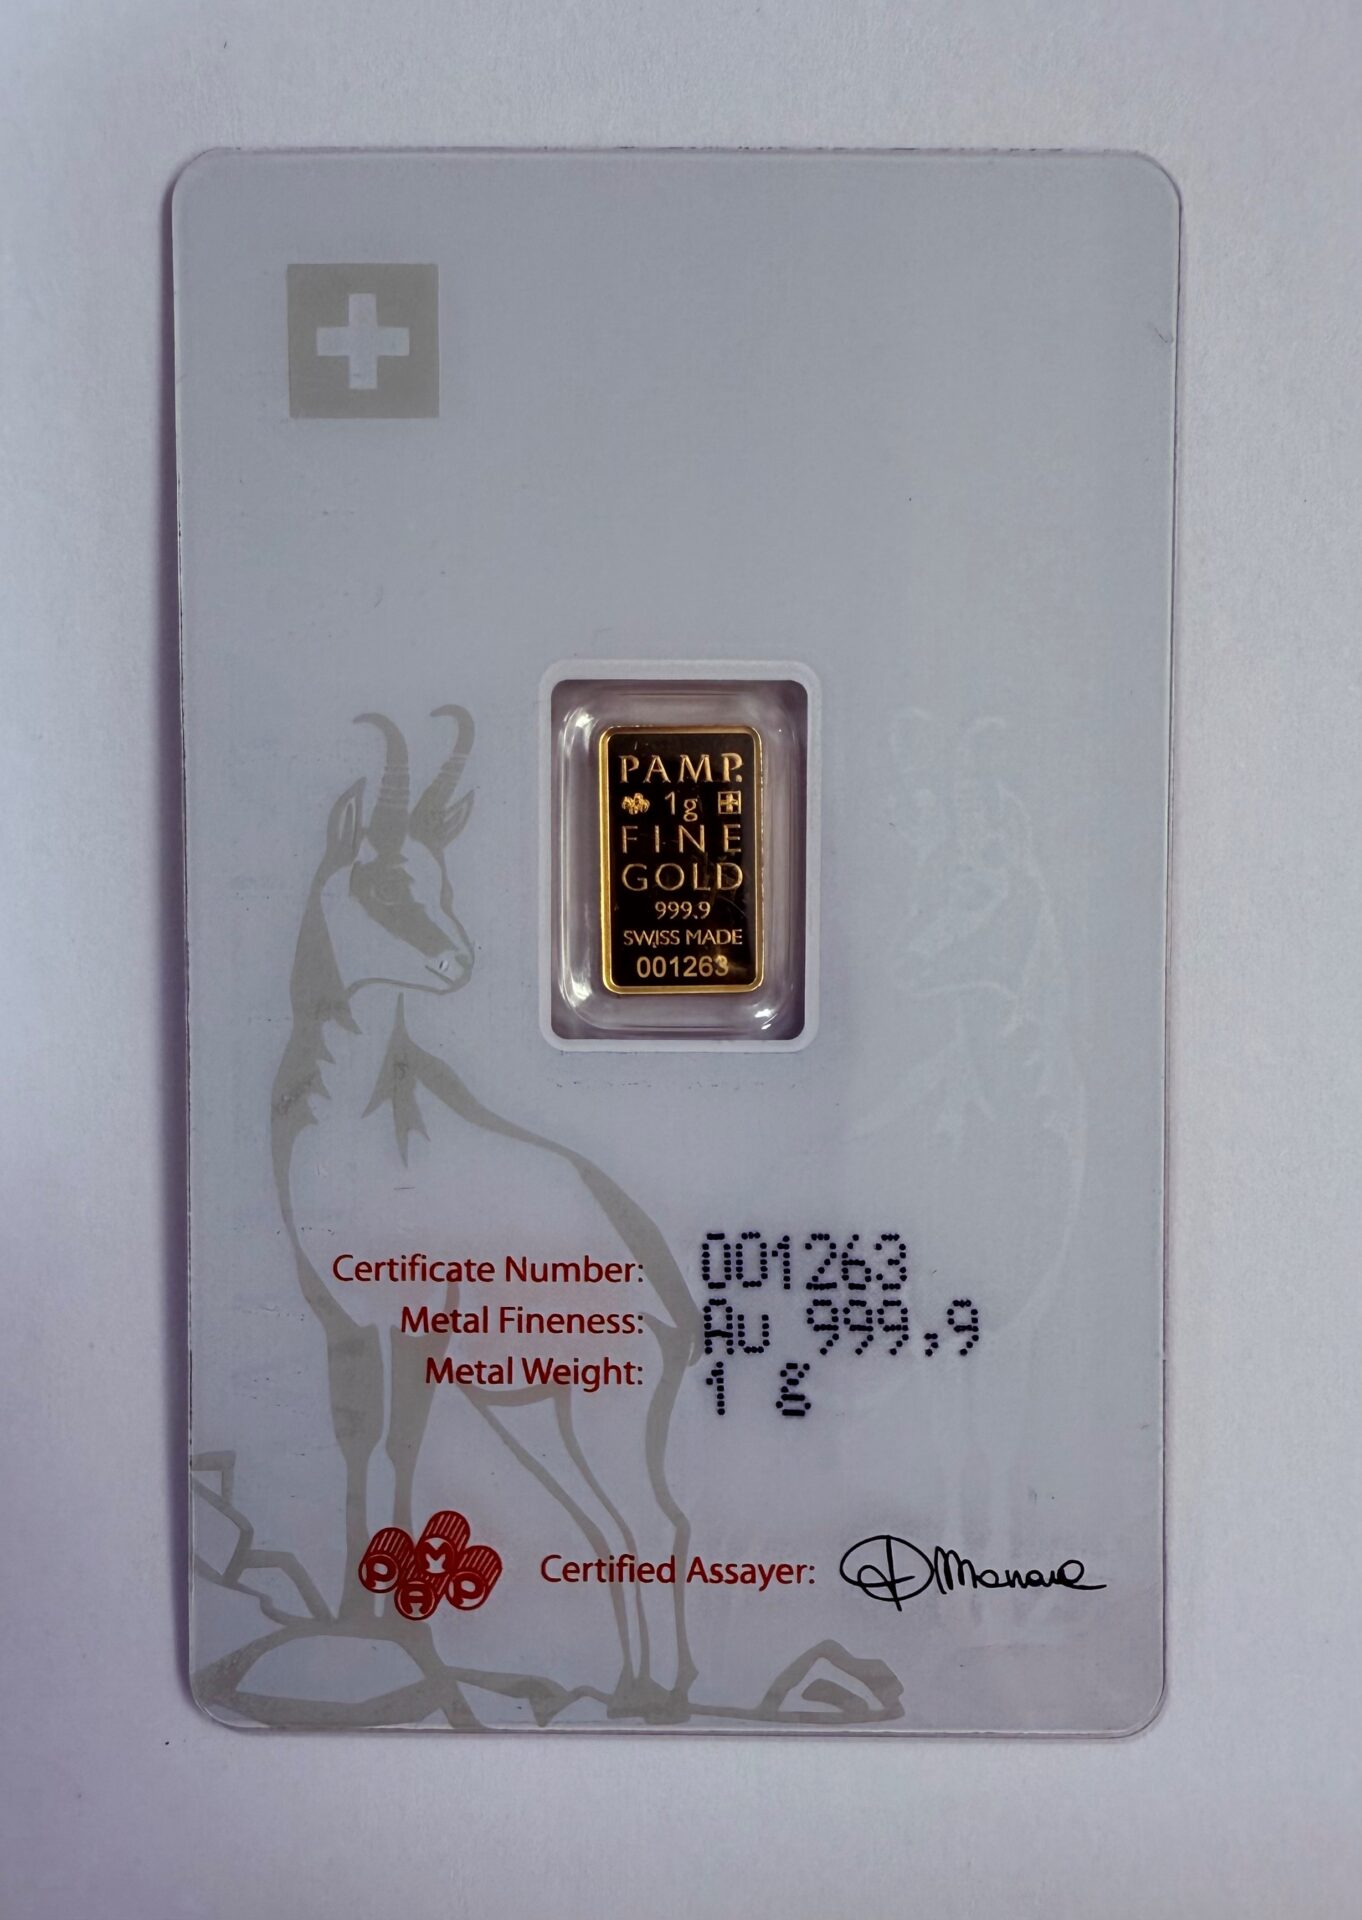 PAMP.
1g
FINE
GOLD
999.9
SWISS MADE
001263
Certificate Number: 001263
Metal Fineness: Au 999,9
Metal Weight: 1 g
PAMP
Certified Assayer: